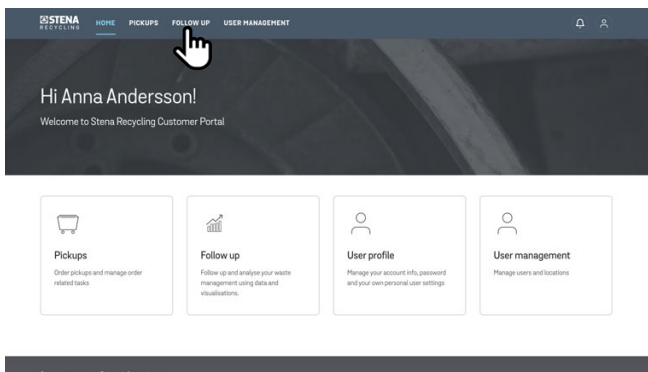 STENA
RECYCLING
HOME PICKUPS FOLLOW UP USER MANAGEMENT
Hi Anna Andersson!
Welcome to Stena Recycling Customer Portal
Pickups
Order pickups and manage order
related tasks
Follow up
Follow up and analyse your waste
management using data and
visualisations.
User profile
Manage your account info, password
and your own personal user settings
User management
Manage users and locations